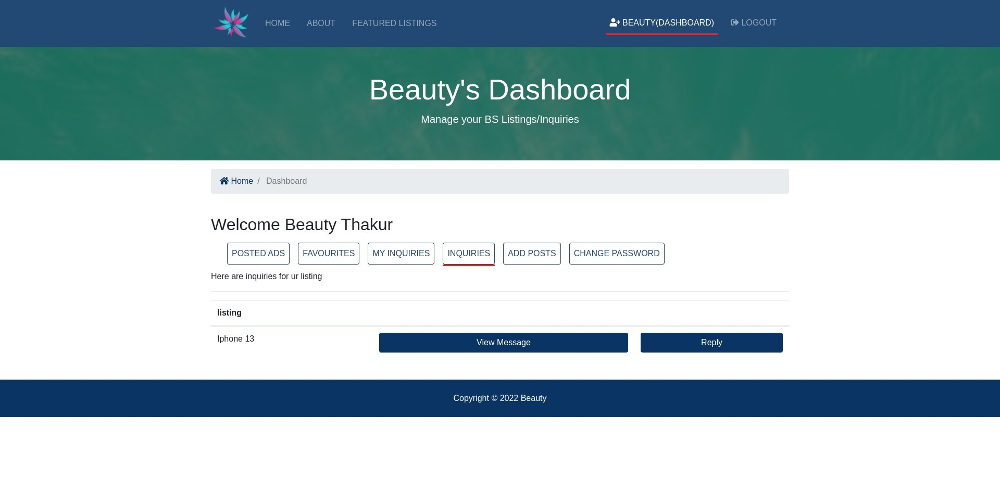 HOME ABOUT FEATURED LISTINGS BEAUTY(DASHBOARD) LOGOUT
Beauty's Dashboard
Manage your BS Listings/Inquiries
Home / Dashboard
Welcome Beauty Thakur
POSTED ADS FAVOURITES MY INQUIRIES INQUIRIES ADD POSTS CHANGE PASSWORD
Here are inquiries for ur listing
listing
Iphone 13 View Message Reply
Copyright © 2022 Beauty